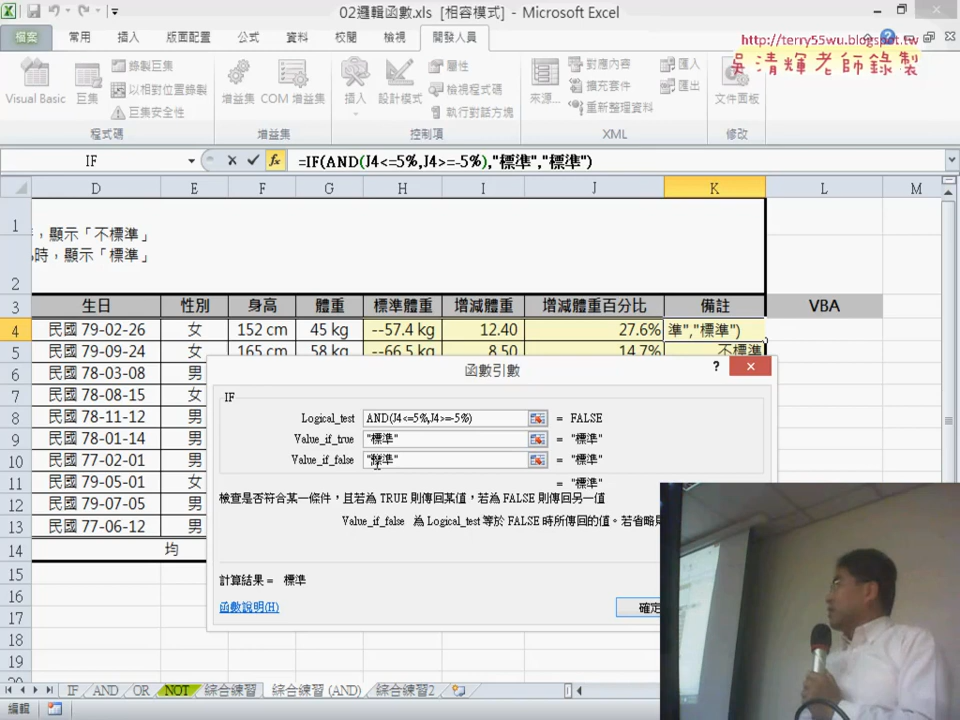 02邏輯函數.xls [相容模式] - Microsoft Excel
檔案 常用 插入 版面配置 公式 資料 校閱 檢視 開發人員
http://terry55wu.blogspot.tw
吳清輝老師錄製
Visual Basic 巨集 錄製巨集 以相對位置錄製 巨集安全性
增益集 COM 增益集
插入 設計模式 屬性 檢視程式碼 執行對話方塊
來源... 對應內容 擴充套件 重新整理資料 匯入 匯出
文件面板
程式碼 增益集 控制項 XML 修改
IF =IF(AND(J4<=5%,J4>=-5%),"標準","標準")
D E F G H I J K L M
1 ，顯示「不標準」
時，顯示「標準」
2
3 生日 性別 身高 體重 標準體重 增減體重 增減體重百分比 備註 VBA
4 民國 79-02-26 女 152 cm 45 kg --57.4 kg 12.40 27.6% 準","標準")
5 民國 79-09-24 女 165 cm 58 kg --66.5 kg 8.50 14.7% 不標準
6 民國 78-03-08 男
7 民國 78-08-15 女
8 民國 78-11-12 男
9 民國 78-01-14 男
10 民國 77-02-01 男
11 民國 79-05-01 女
12 民國 79-07-05 男
13 民國 77-06-12 男
14 均
15
16
17
18
19
函數引數
IF
Logical_test AND(J4<=5%,J4>=-5%) = FALSE
Value_if_true "標準" = "標準"
Value_if_false "標準" = "標準"
= "標準"
檢查是否符合某一條件，且若為 TRUE 則傳回某值，若為 FALSE 則傳回另一值
Value_if_false 為 Logical_test 等於 FALSE 時所傳回的值。若省略
計算結果 = 標準
函數說明(H)
確定
IF AND OR NOT 綜合練習 綜合練習 (AND) 綜合練習2
編輯